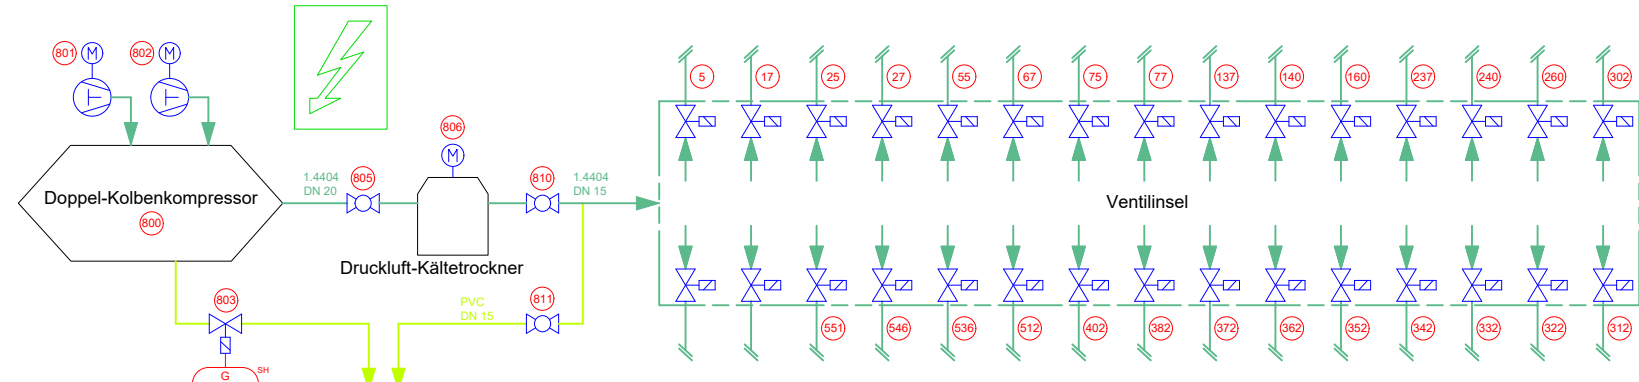 801 M 802 M
5 17 25 27 55 67 75 77 137 140 160 237 240 260 302
806
M
1.4404
DN 20
805
810
1.4404
DN 15
Doppel-Kolbenkompressor
800
Ventilinsel
Druckluft-Kältetrockner
803
PVC
DN 15
811
551 546 536 512 402 382 372 362 352 342 332 322 312
G
SH